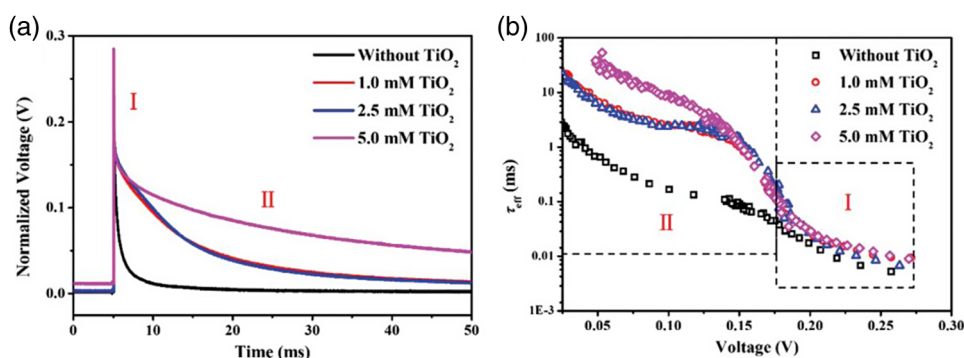 (a)
Normalized Voltage (V)
0.3
0.2
0.1
0.0
I
II
Without TiO₂
1.0 mM TiO₂
2.5 mM TiO₂
5.0 mM TiO₂
0 10 20 30 40 50
Time (ms)
(b)
τeff (ms)
100
10
1
0.1
0.01
1E-3
Without TiO₂
1.0 mM TiO₂
2.5 mM TiO₂
5.0 mM TiO₂
I
II
0.05 0.10 0.15 0.20 0.25 0.30
Voltage (V)